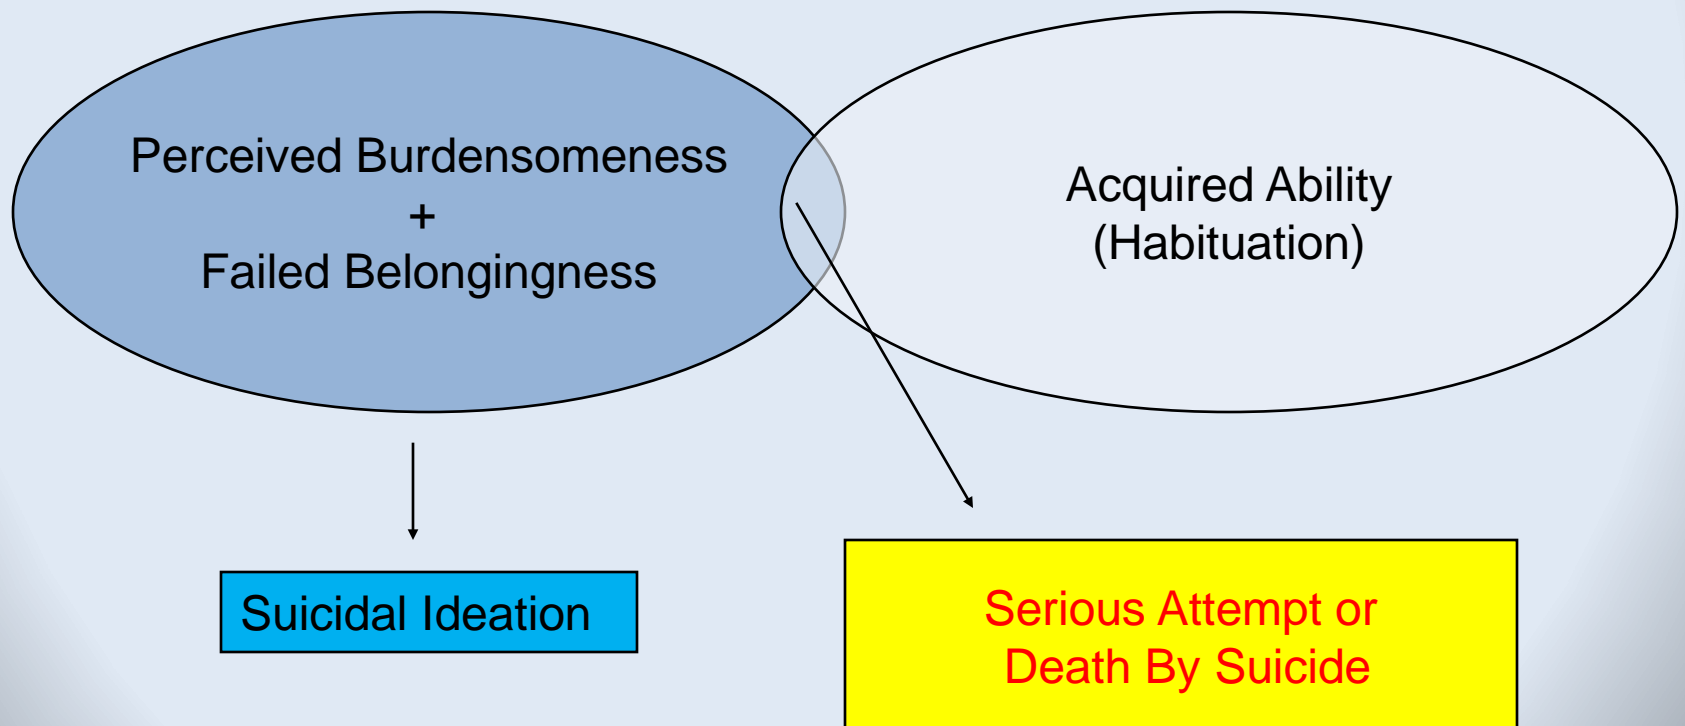 Perceived Burdensomeness
+
Failed Belongingness
Acquired Ability
(Habituation)
Suicidal Ideation
Serious Attempt or
Death By Suicide